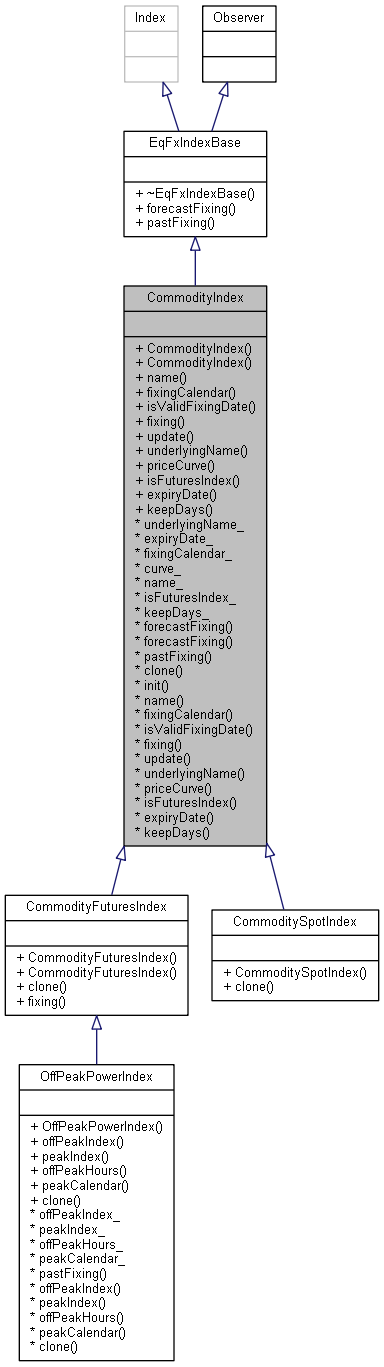 Index
Observer
EqFxIndexBase
+ ~EqFxIndexBase()
+ forecastFixing()
+ pastFixing()
CommodityIndex
+ CommodityIndex()
+ CommodityIndex()
+ name()
+ fixingCalendar()
+ isValidFixingDate()
+ fixing()
+ update()
+ underlyingName()
+ priceCurve()
+ isFuturesIndex()
+ expiryDate()
+ keepDays()
* underlyingName_
* expiryDate_
* fixingCalendar_
* curve_
* name_
* isFuturesIndex_
* keepDays_
* forecastFixing()
* forecastFixing()
* pastFixing()
* clone()
* init()
* name()
* fixingCalendar()
* isValidFixingDate()
* fixing()
* update()
* underlyingName()
* priceCurve()
* isFuturesIndex()
* expiryDate()
* keepDays()
CommodityFuturesIndex
+ CommodityFuturesIndex()
+ CommodityFuturesIndex()
+ clone()
+ fixing()
CommoditySpotIndex
+ CommoditySpotIndex()
+ clone()
OffPeakPowerIndex
+ OffPeakPowerIndex()
+ offPeakIndex()
+ peakIndex()
+ offPeakHours()
+ peakCalendar()
+ clone()
* offPeakIndex_
* peakIndex_
* offPeakHours_
* peakCalendar_
* pastFixing()
* offPeakIndex()
* peakIndex()
* offPeakHours()
* peakCalendar()
* clone()